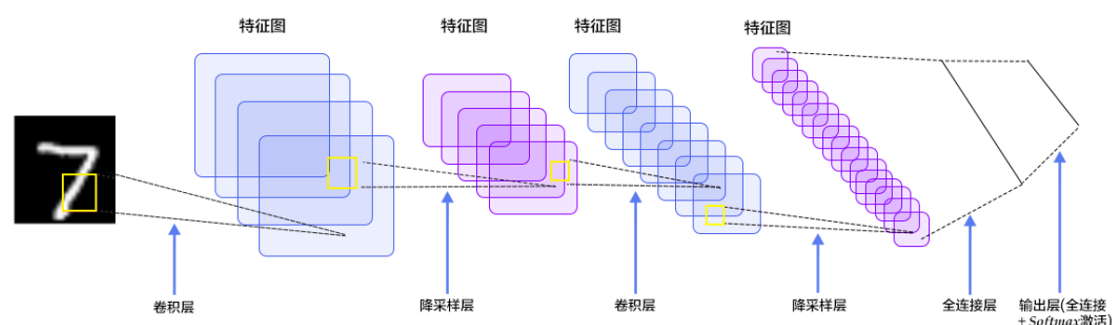 特征图
特征图
特征图
特征图
7
卷积层
降采样层
卷积层
降采样层
全连接层
输出层(全连接
+ Softmax激活)